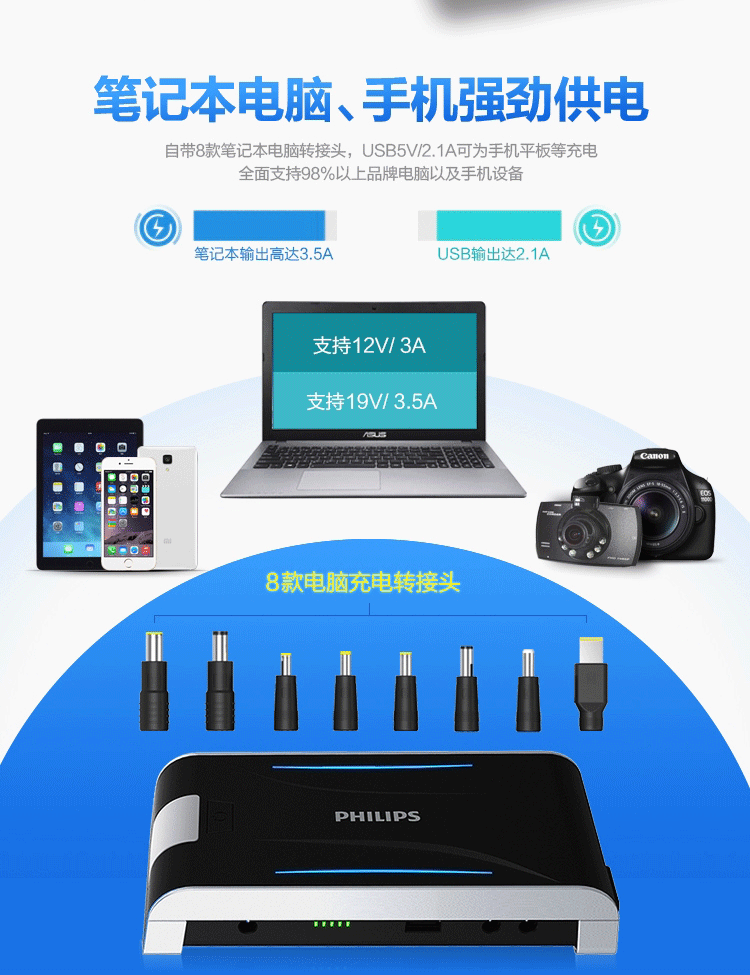 笔记本电脑、手机强劲供电
自带8款笔记本电脑转接头，USB5V/2.1A可为手机平板等充电
全面支持98%以上品牌电脑以及手机设备
笔记本输出高达3.5A
USB输出达2.1A
支持12V/ 3A
支持19V/ 3.5A
ASUS
Canon
EOS
1100D
8款电脑充电转接头
PHILIPS